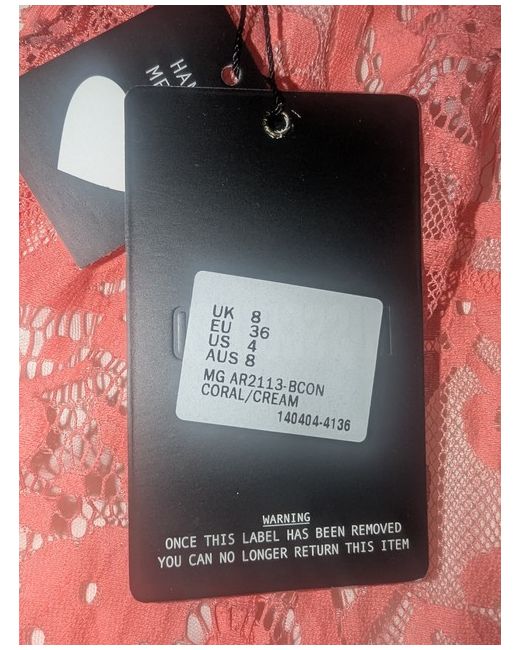 UK 8
EU 36
US 4
AUS 8
MG AR2113-BCON
CORAL/CREAM
140404-4136
WARNING
ONCE THIS LABEL HAS BEEN REMOVED
YOU CAN NO LONGER RETURN THIS ITEM